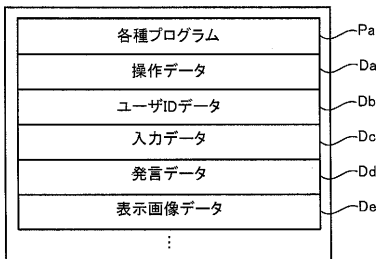 各種プログラム Pa
操作データ Da
ユーザIDデータ Db
入力データ Dc
発言データ Dd
表示画像データ De
⋮